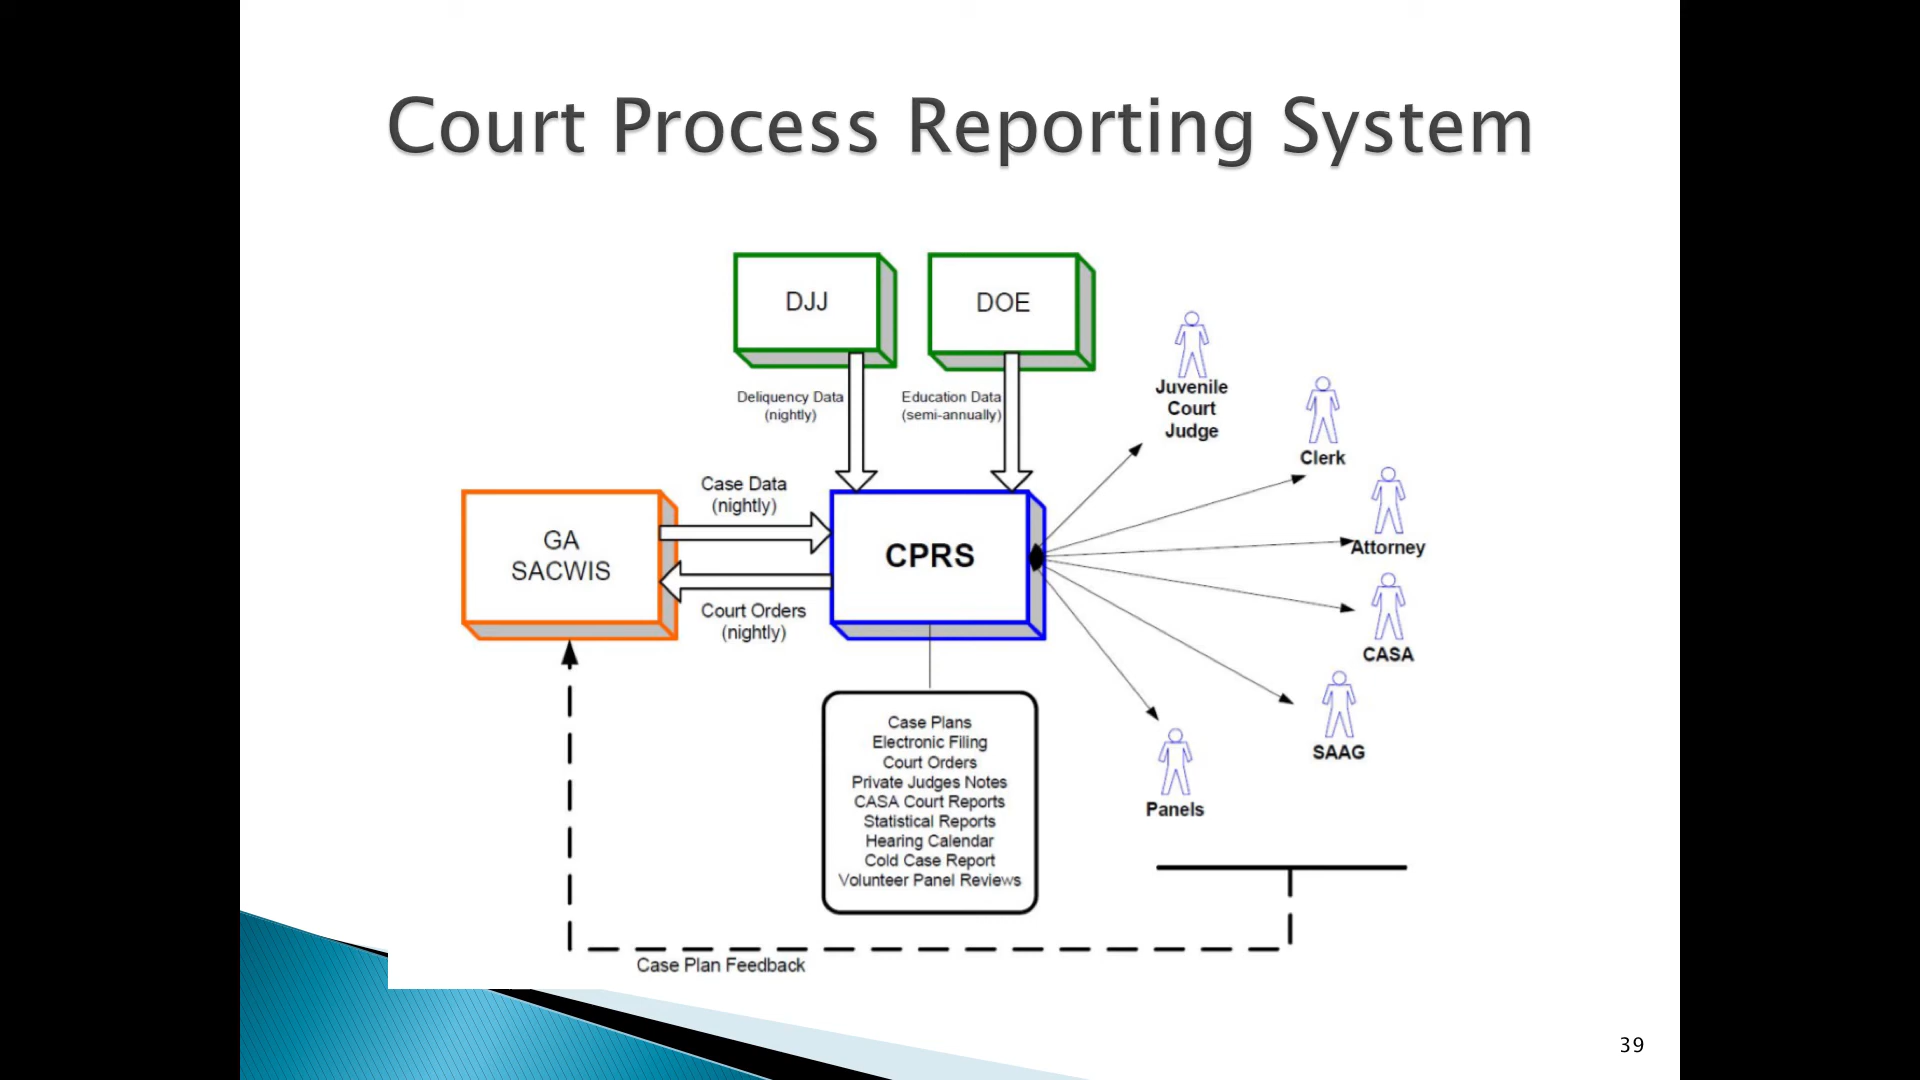 Court Process Reporting System
DJJ
DOE
Deliquency Data
(nightly)
Education Data
(semi-annually)
Juvenile
Court
Judge
Clerk
Attorney
CASA
SAAG
Panels
Case Data
(nightly)
GA
SACWIS
CPRS
Court Orders
(nightly)
Case Plans
Electronic Filing
Court Orders
Private Judges Notes
CASA Court Reports
Statistical Reports
Hearing Calendar
Cold Case Report
Volunteer Panel Reviews
Case Plan Feedback
39